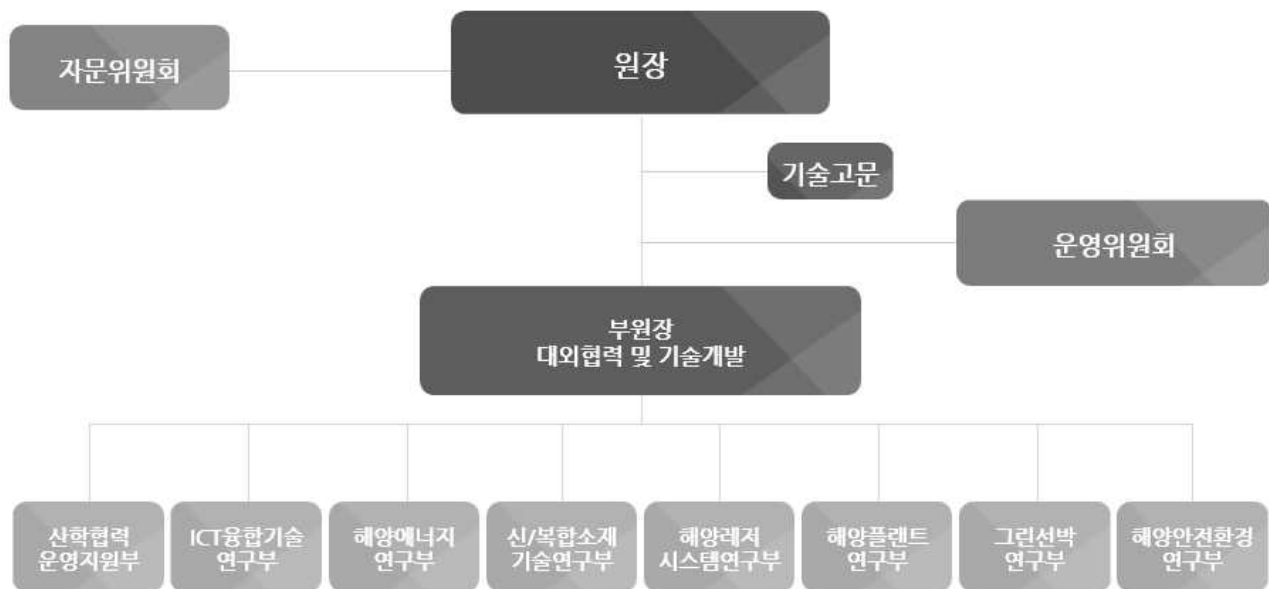 자문위원회
원장
기술고문
운영위원회
부원장
대외협력 및 기술개발
산학협력
운영지원부
ICT융합기술
연구부
해양에너지
연구부
신/복합소재
기술연구부
해양레저
시스템연구부
해양플랜트
연구부
그린선박
연구부
해양안전환경
연구부